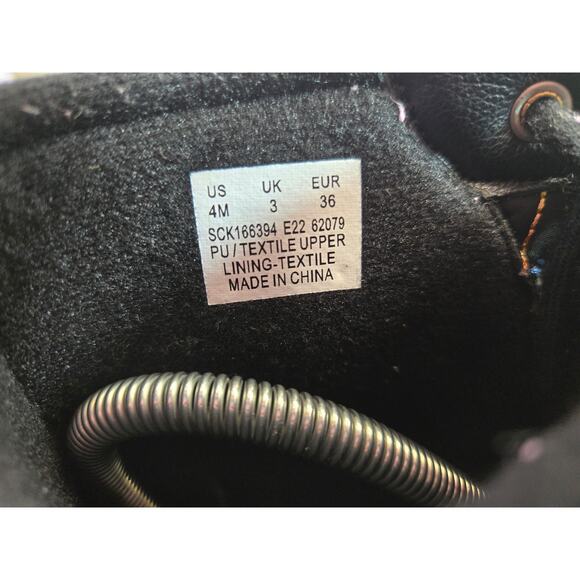 US UK EUR
4M 3 36
SCK166394 E22 62079
PU / TEXTILE UPPER
LINING-TEXTILE
MADE IN CHINA